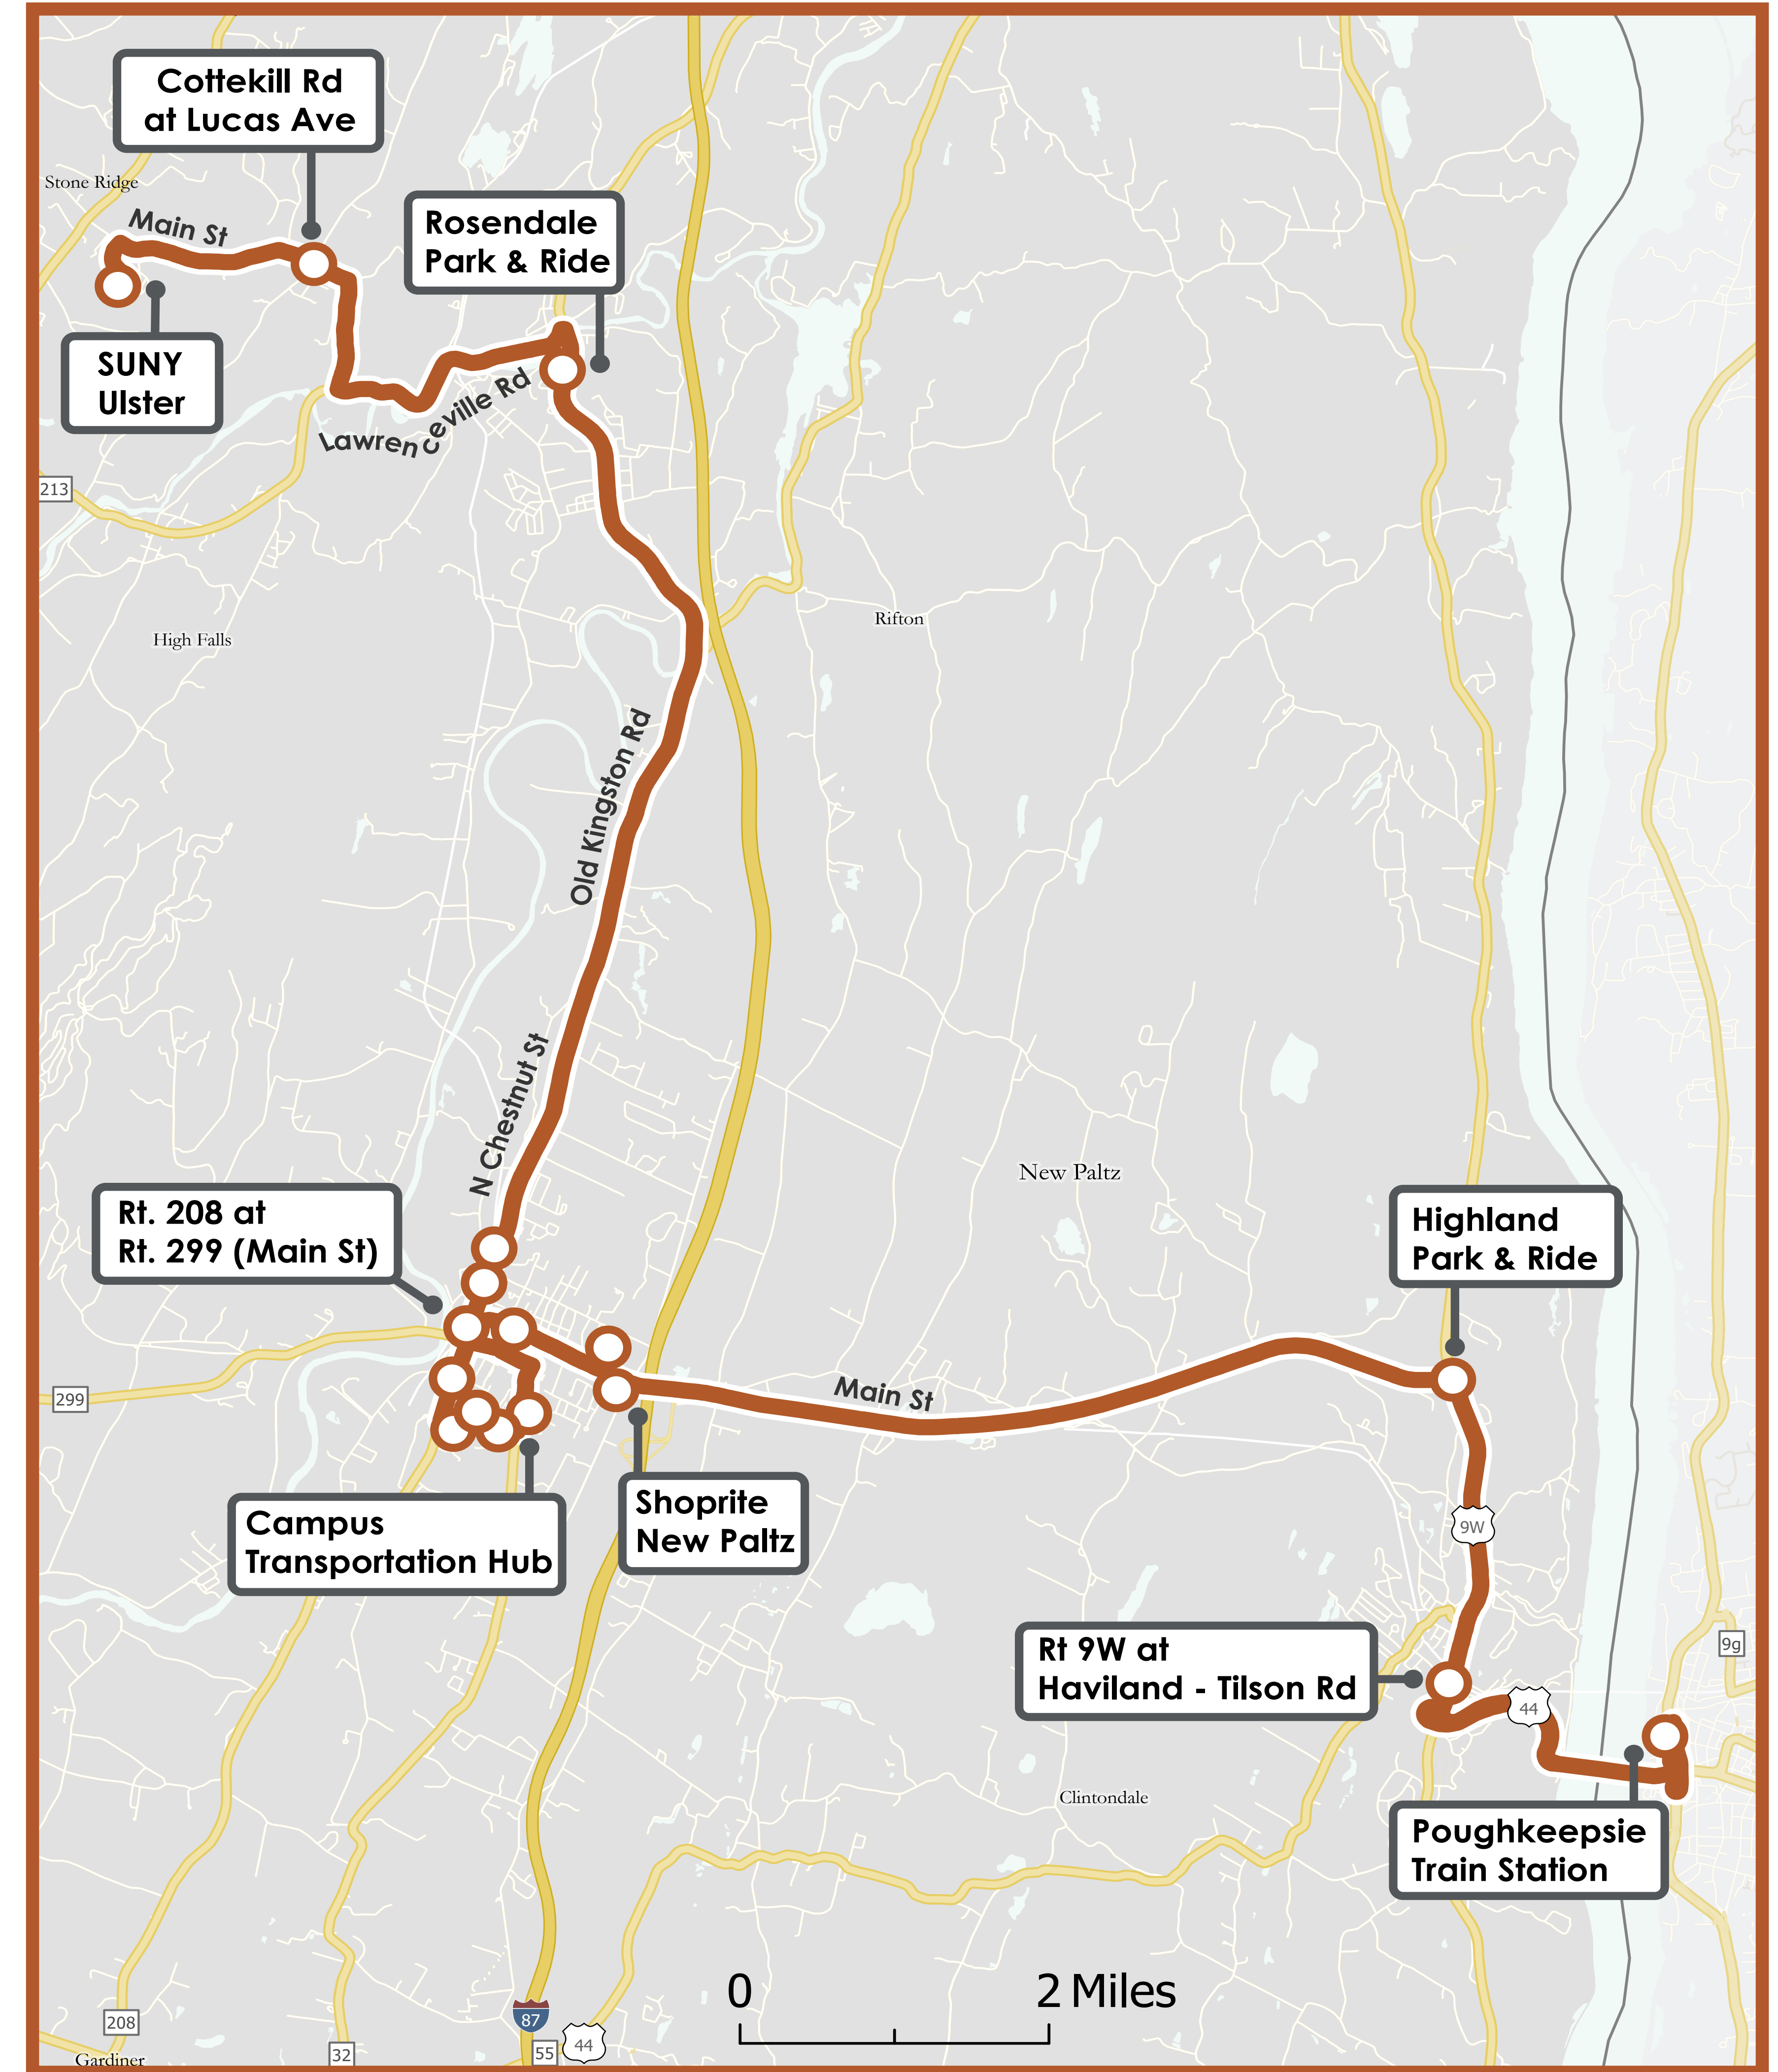 Cottekill Rd
at Lucas Ave
Stone Ridge
Main St
Rosendale
Park & Ride
SUNY
Ulster
Lawrenceville Rd
213
Rifton
High Falls
Old Kingston Rd
N Chestnut St
New Paltz
Rt. 208 at
Rt. 299 (Main St)
Highland
Park & Ride
299
Main St
Shoprite
New Paltz
Campus
Transportation Hub
9W
Rt 9W at
Haviland - Tilson Rd
9g
44
Clintondale
Poughkeepsie
Train Station
0 2 Miles
87
208
44
32
55
Gardiner